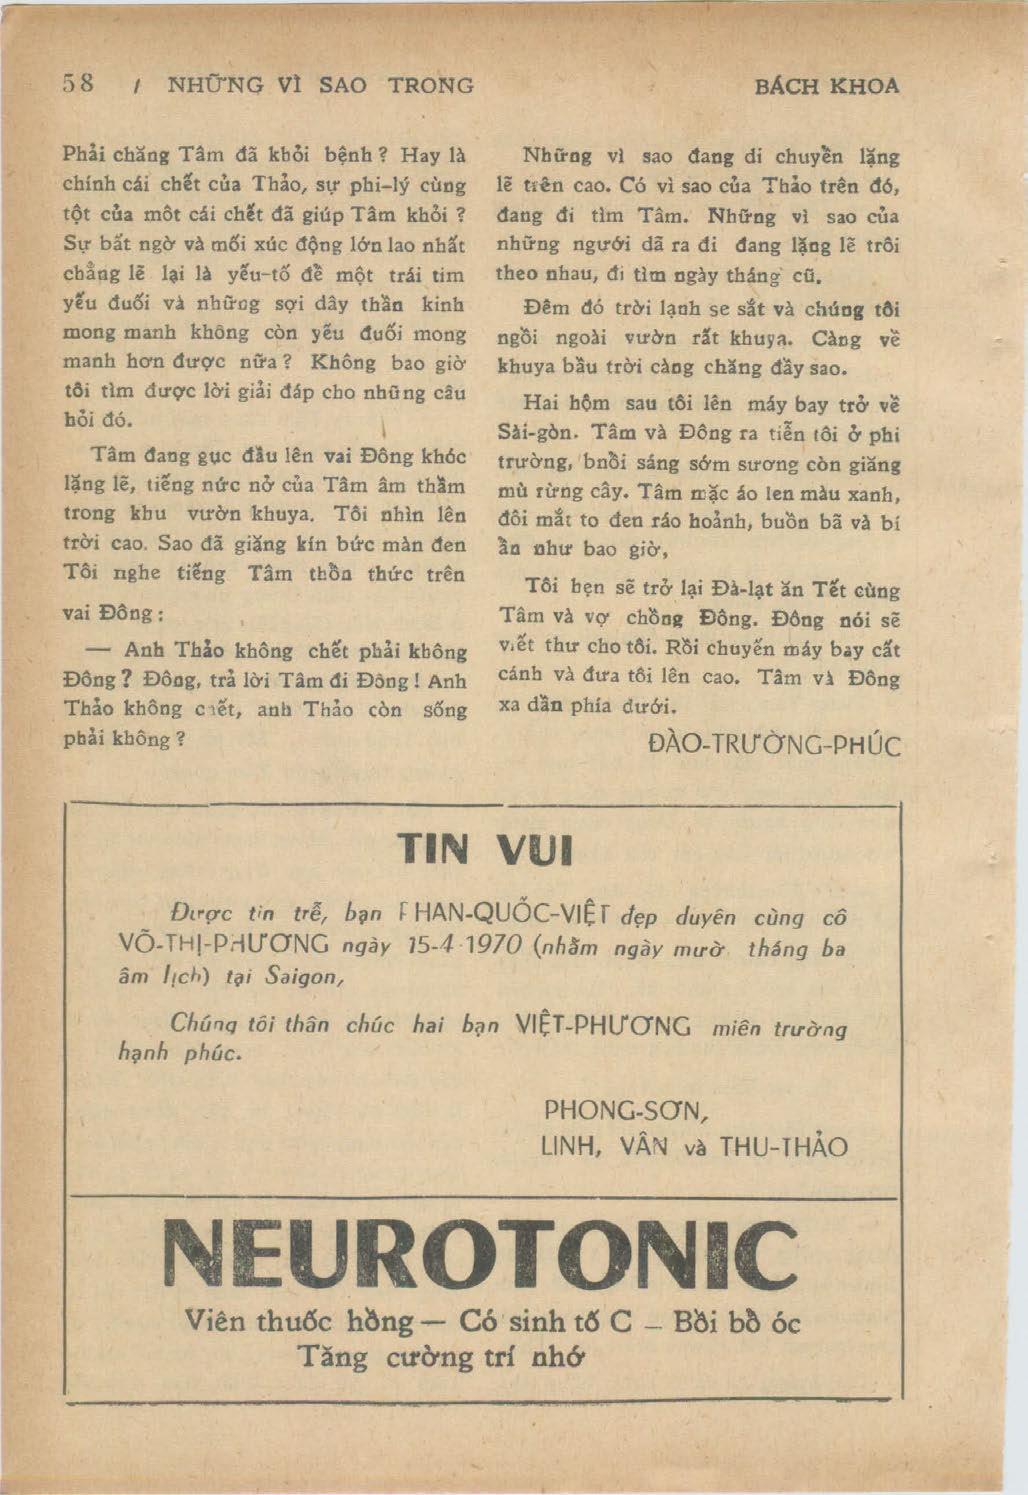 58 / NHỮNG VÌ SAO TRONG BÁCH KHOA
Phải chăng Tâm đã khỏi bệnh ? Hay là
chính cái chết của Thảo, sự phi-lý cùng
tột của một cái chết đã giúp Tâm khỏi ?
Sự bất ngờ và mối xúc động lớn lao nhất
chẳng lẽ lại là yếu-tố để một trái tim
yếu đuối và những sợi dây thần kinh
mong manh không còn yếu đuối mong
manh hơn được nữa ? Không bao giờ
tôi tìm được lời giải đáp cho những câu
hỏi đó.
Tâm đang gục đầu lên vai Đông khóc
lặng lẽ, tiếng nức nở của Tâm âm thầm
trong khu vườn khuya. Tôi nhìn lên
trời cao. Sao đã giăng kín bức màn đen
Tôi nghe tiếng Tâm thồn thức trên
vai Đông :
— Anh Thảo không chết phải không
Đông ? Đông, trả lời Tâm đi Đông ! Anh
Thảo không chết, anh Thảo còn sống
phải không ?
Những vì sao đang di chuyển lặng
lẽ trên cao. Có vì sao của Thảo trên đó,
đang đi tìm Tâm. Những vì sao của
những người dã ra đi đang lặng lẽ trôi
theo nhau, đi tìm ngày tháng cũ.
Đêm đó trời lạnh se sắt và chúng tôi
ngồi ngoài vườn rất khuya. Càng về
khuya bầu trời càng chăng đầy sao.
Hai hôm sau tôi lên máy bay trở về
Sài-gòn. Tâm và Đông ra tiễn tôi ở phi
trường, bnồi sáng sớm sương còn giăng
mù rừng cây. Tâm mặc áo len màu xanh,
đôi mắt to đen ráo hoảnh, buồn bã và bí
ẩn như bao giờ,
Tôi hẹn sẽ trở lại Đà-lạt ăn Tết cùng
Tâm và vợ chồng Đông. Đông nói sẽ
viết thư cho tôi. Rồi chuyến máy bay cất
cánh và đưa tôi lên cao. Tâm và Đông
xa dần phía dưới.
ĐÀO-TRƯỜNG-PHÚC
TIN VUI
Được tin trễ, bạn PHAN-QUỐC-VIỆT đẹp duyên cùng cô
VÕ-THỊ-PHƯƠNG ngày 15-4-1970 (nhằm ngày mườ tháng ba
âm lịch) tại Saigon,
Chúng tôi thân chúc hai bạn VIỆT-PHƯƠNG miên trường
hạnh phúc.
PHONG-SƠN,
LINH, VÂN và THU-THẢO
NEUROTONIC
Viên thuốc hồng — Có sinh tố C — Bồi bổ óc
Tăng cường trí nhớ